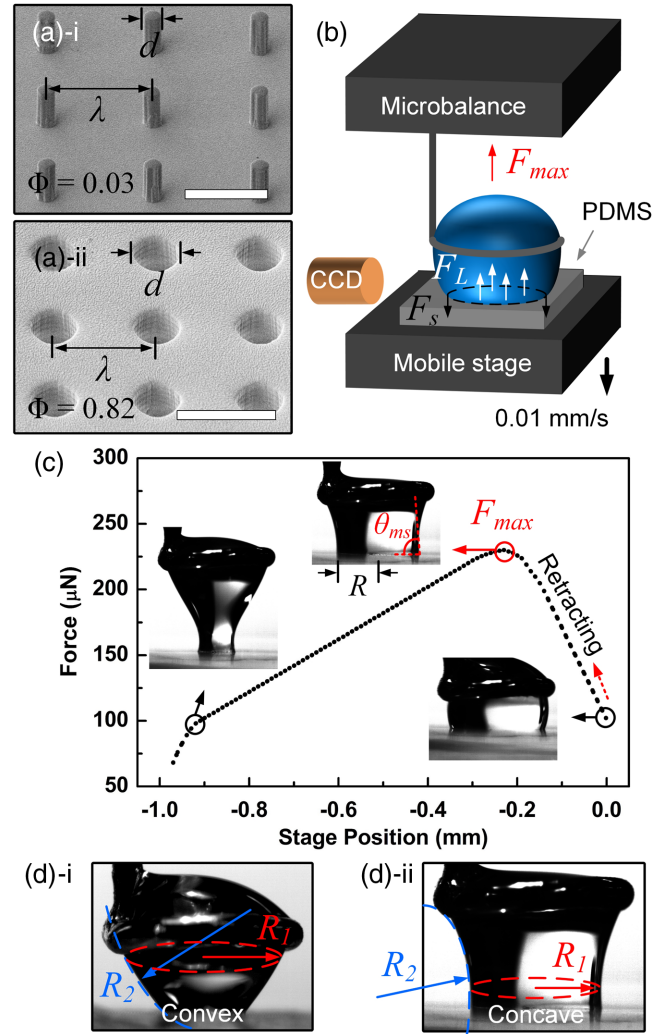 (a)-i
d
λ
Φ = 0.03
(a)-ii
d
λ
Φ = 0.82
(b)
Microbalance
F_max
PDMS
CCD
F_L
F_s
Mobile stage
0.01 mm/s
(c)
300
250
200
150
100
50
Force (μN)
-1.0 -0.8 -0.6 -0.4 -0.2 0.0
Stage Position (mm)
θ_ms
R
F_max
Retracting
(d)-i
R_1
R_2
Convex
(d)-ii
R_2
R_1
Concave